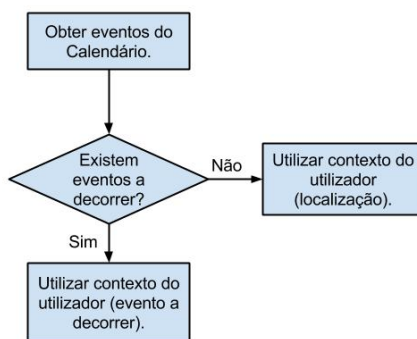 Obter eventos do
Calendário.
Existem
eventos a
decorrer?
Não
Utilizar contexto do
utilizador
(localização).
Sim
Utilizar contexto do
utilizador (evento a
decorrer).